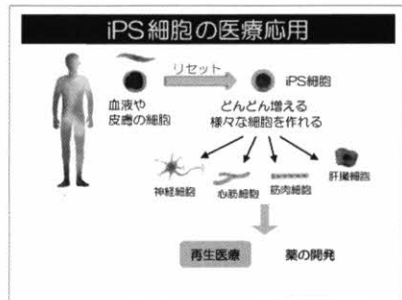 iPS細胞の医療応用
リセット
iPS細胞
血液や
皮膚の細胞
どんどん増える
様々な細胞を作れる
神経細胞
心筋細胞
筋肉細胞
肝臓細胞
再生医療
薬の開発